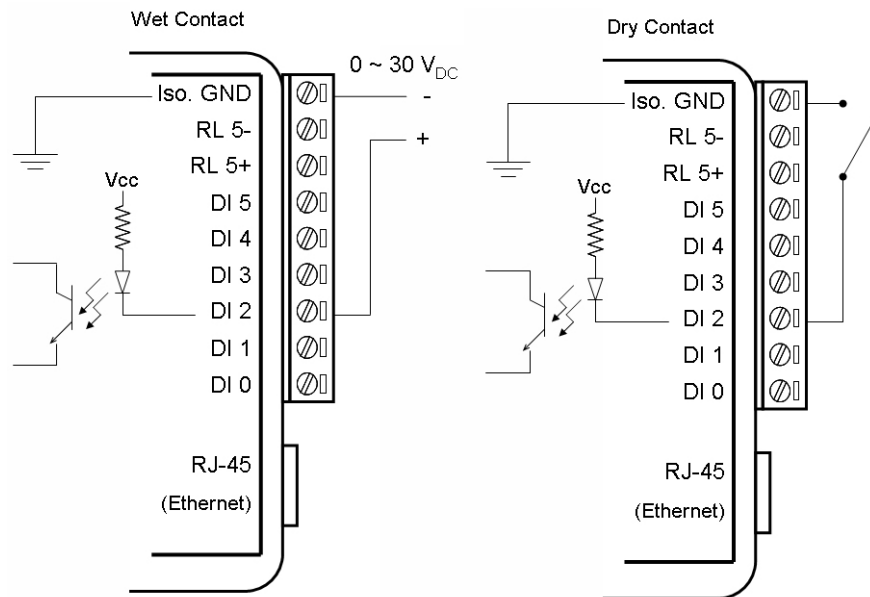 Wet Contact
0 ~ 30 VDC
-
+
Iso. GND
RL 5-
RL 5+
Vcc
DI 5
DI 4
DI 3
DI 2
DI 1
DI 0
RJ-45
(Ethernet)
Dry Contact
Iso. GND
RL 5-
RL 5+
Vcc
DI 5
DI 4
DI 3
DI 2
DI 1
DI 0
RJ-45
(Ethernet)